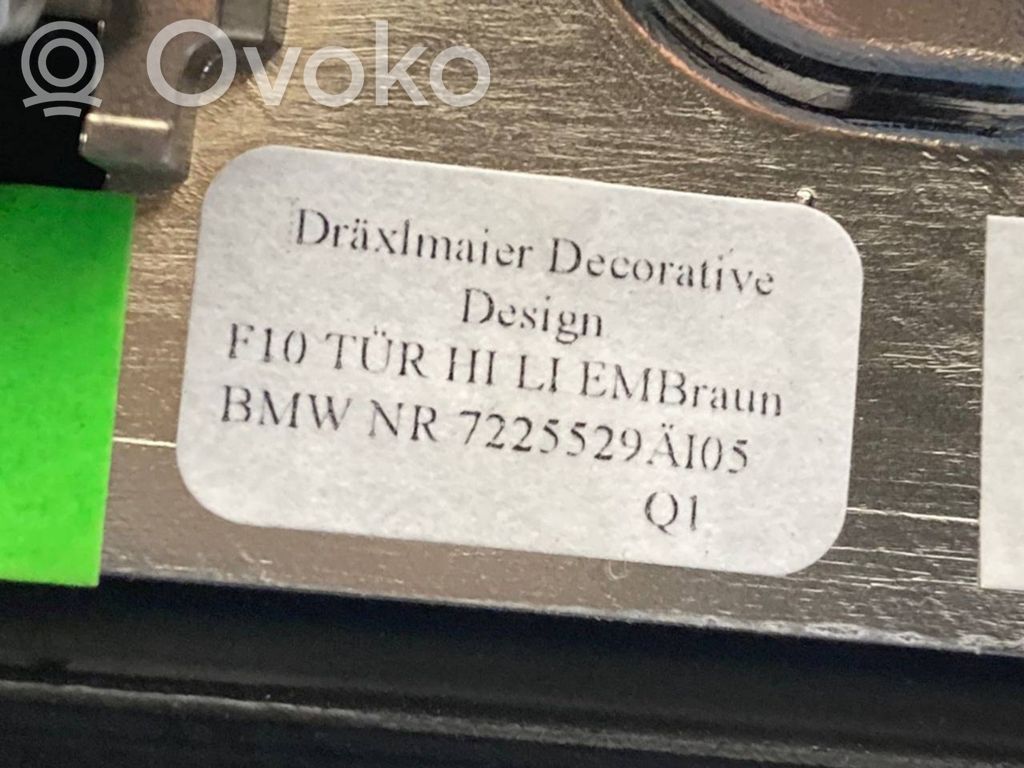 Ovoko
Dräxlmaier Decorative
Design
F10 TÜR HI LI EMBraun
BMW NR 7225529ÄI05
Q1